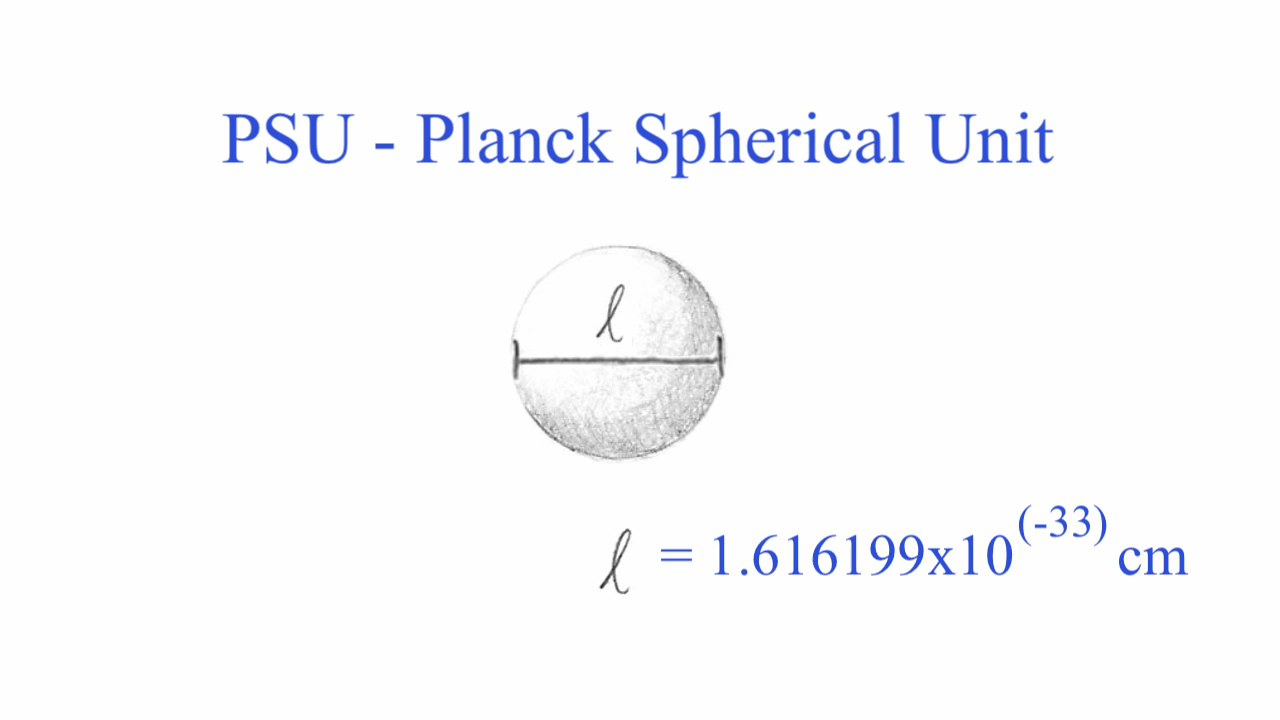 PSU - Planck Spherical Unit
ℓ
ℓ = 1.616199x10^(-33) cm